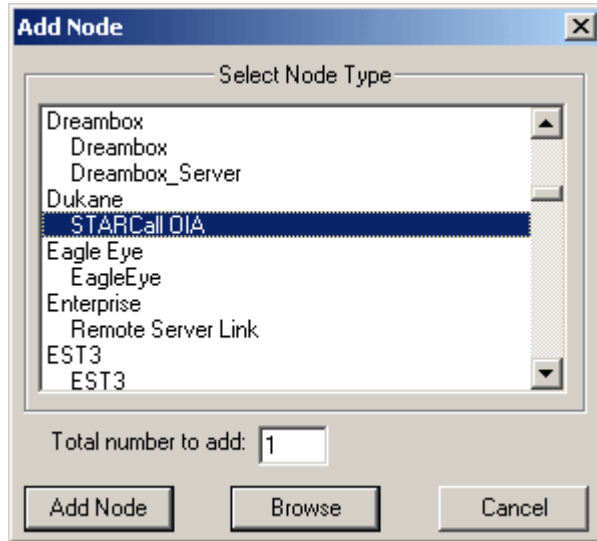 Add Node
Select Node Type
Dreambox
Dreambox
Dreambox_Server
Dukane
STARCall OIA
Eagle Eye
EagleEye
Enterprise
Remote Server Link
EST3
EST3
Total number to add: 1
Add Node Browse Cancel